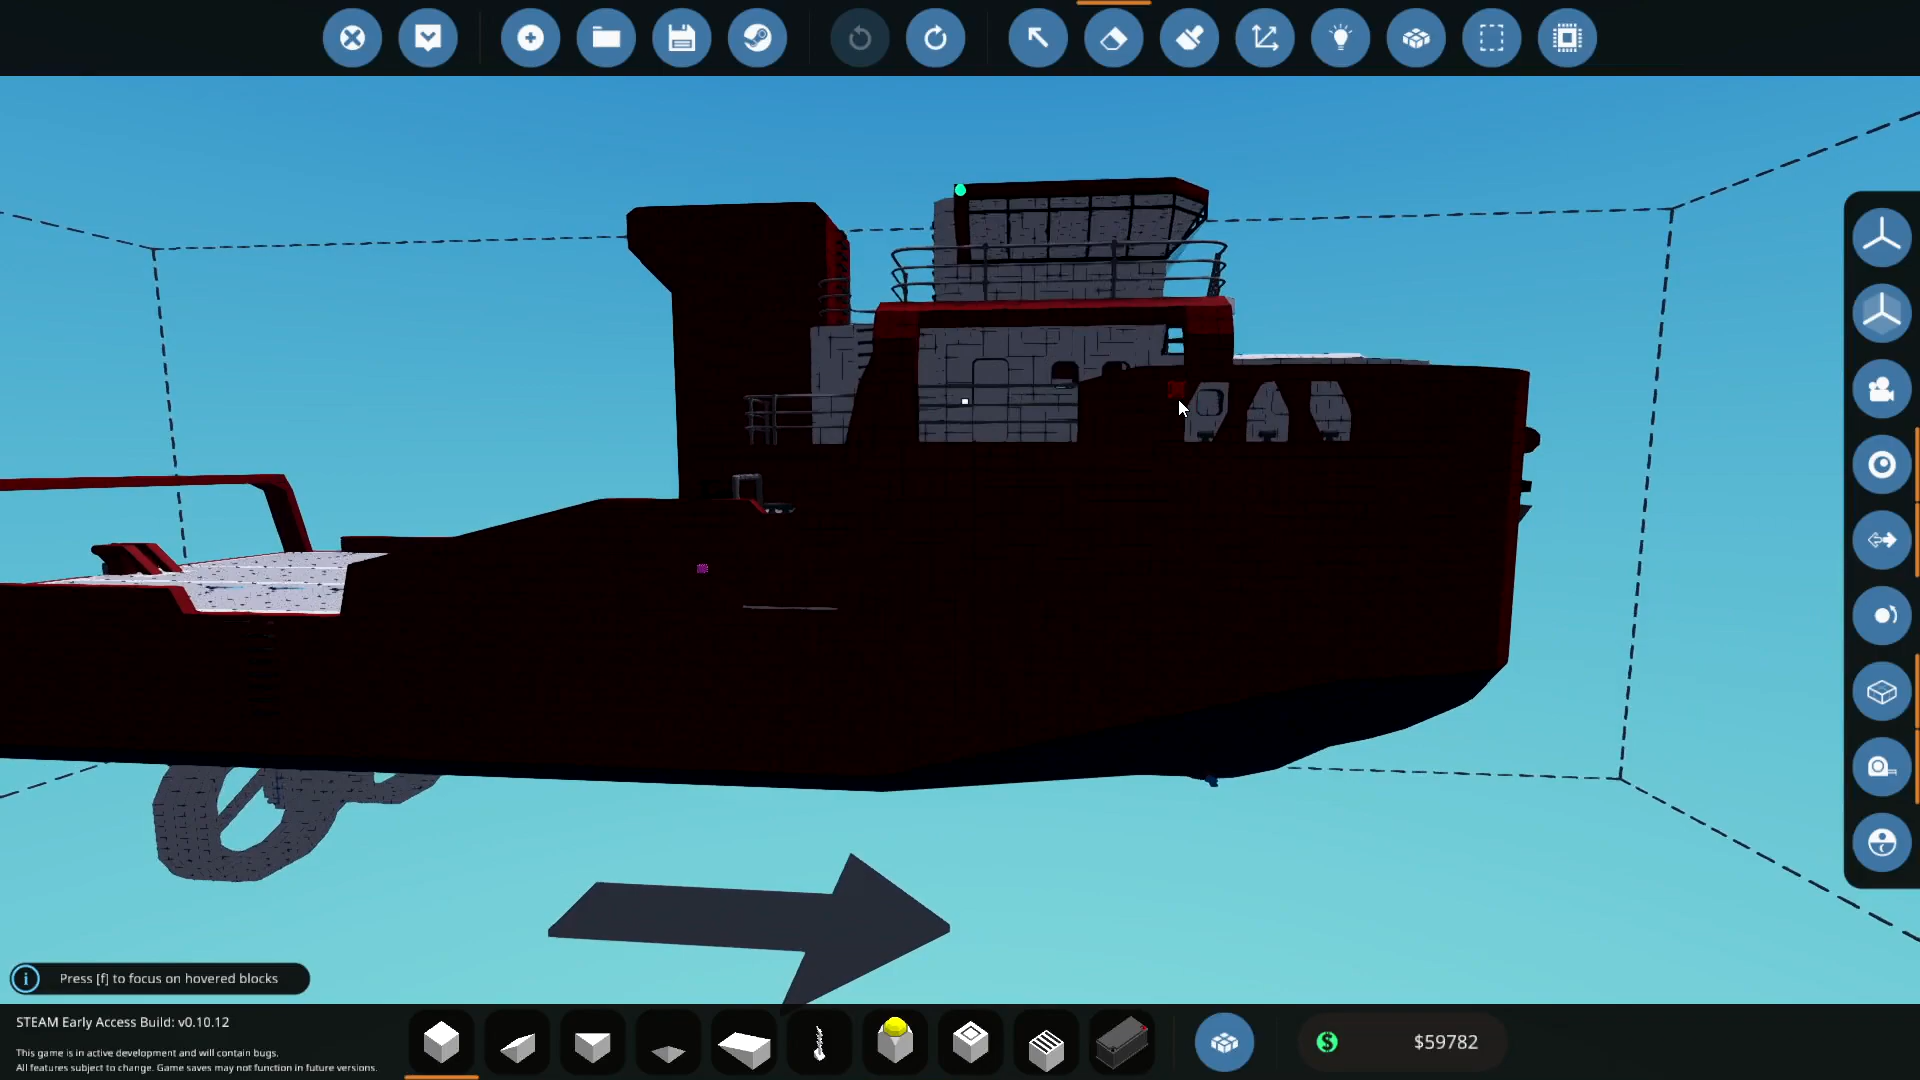 Press [f] to focus on hovered blocks
STEAM Early Access Build: v0.10.12
This game is in active development and will contain bugs.
All features subject to change. Game saves may not function in future versions.
$59782